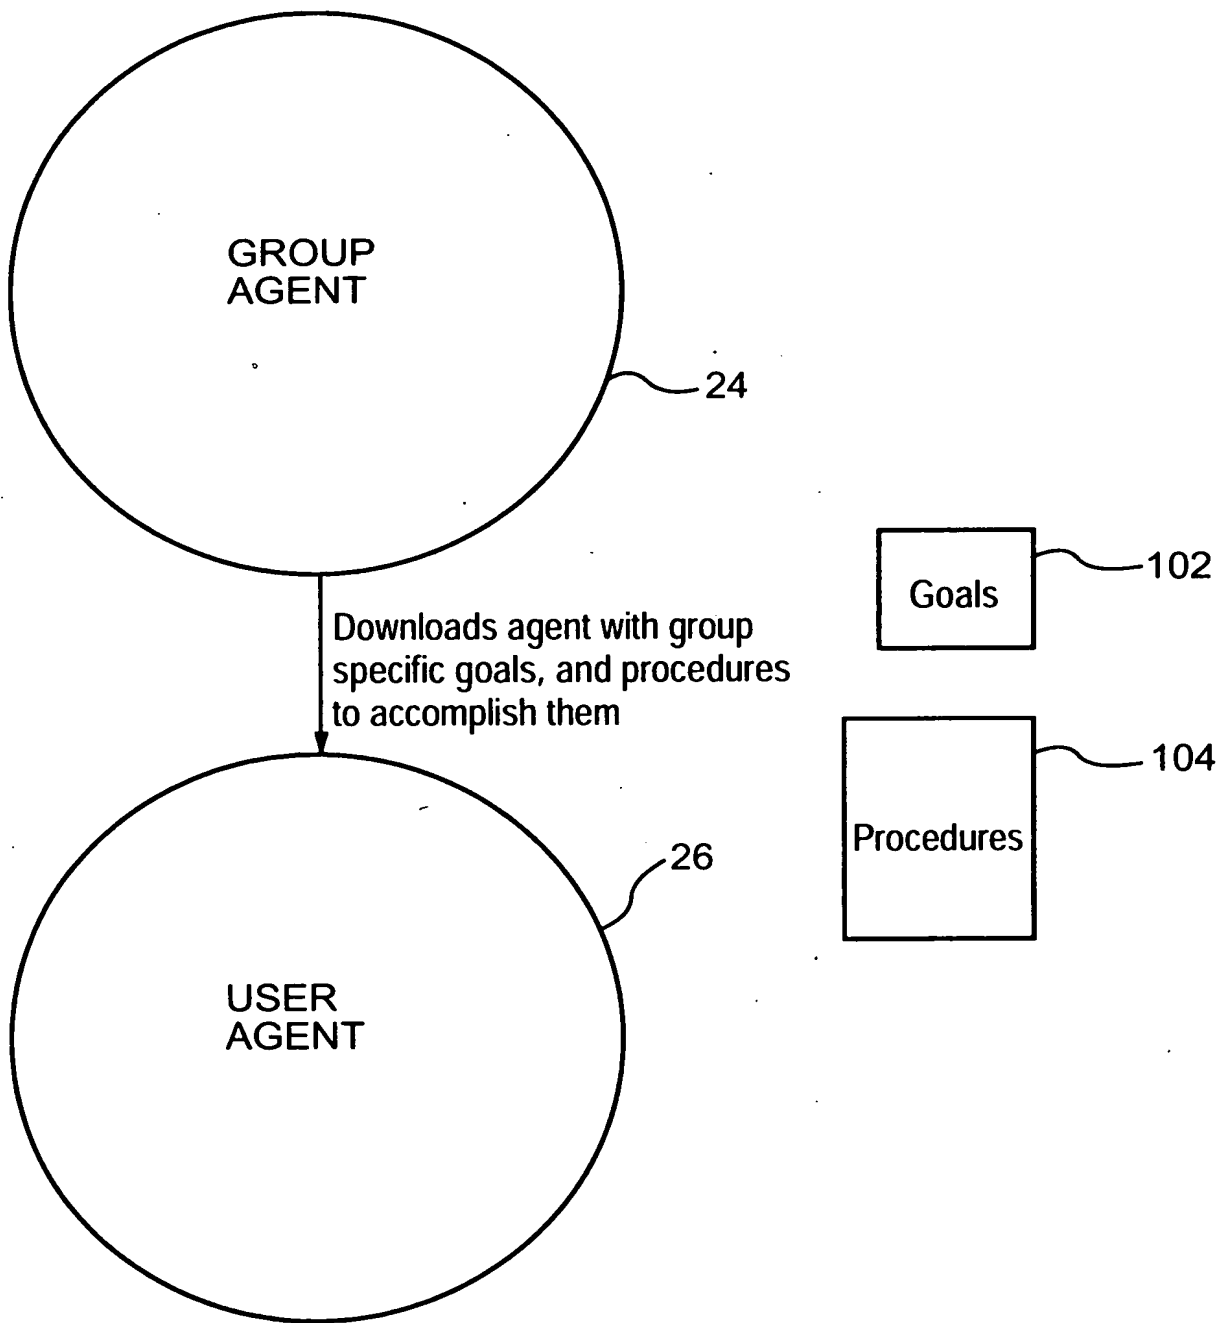 GROUP
AGENT
24
102
Goals
Downloads agent with group
specific goals, and procedures
to accomplish them
104
Procedures
26
USER
AGENT